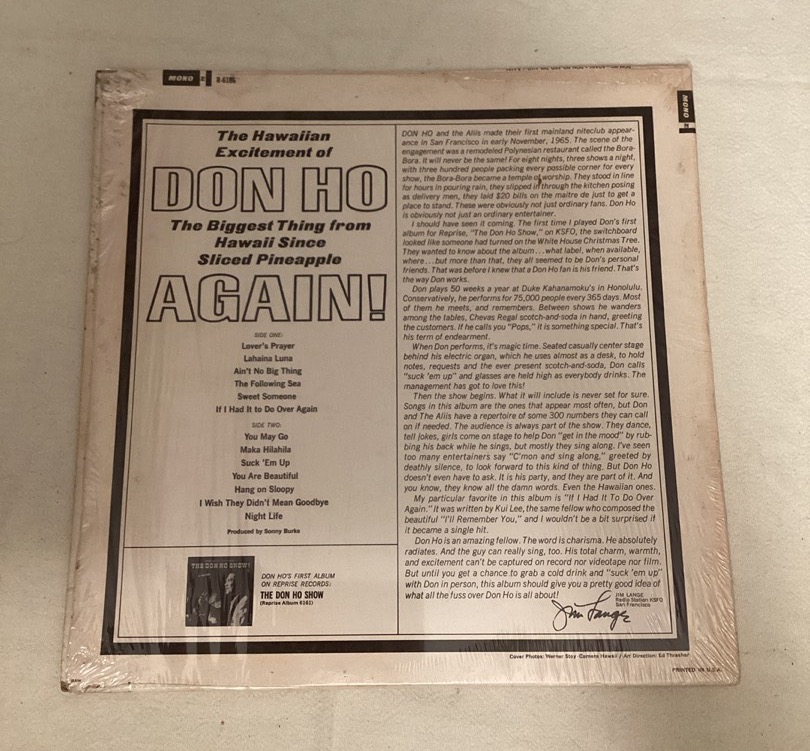 MONO
R-6186
MONO
The Hawaiian
Excitement of
DON HO
The Biggest Thing from
Hawaii Since
Sliced Pineapple
AGAIN!
SIDE ONE:
Lover's Prayer
Lahaina Luna
Ain't No Big Thing
The Following Sea
Sweet Someone
If I Had It to Do Over Again
SIDE TWO:
You May Go
Maka Hilahila
Suck 'Em Up
You Are Beautiful
Hang on Sloopy
I Wish They Didn't Mean Goodbye
Night Life
Produced by Sonny Burke
THE DON HO SHOW!
DON HO'S FIRST ALBUM
ON REPRISE RECORDS:
THE DON HO SHOW
(Reprise Album 6161)
DON HO and the Aliis made their first mainland niteclub appear-
ance in San Francisco in early November, 1965. The scene of the
engagement was a remodeled Polynesian restaurant called the Bora-
Bora. It will never be the same! For eight nights, three shows a night,
with three hundred people packing every possible corner for every
show, the Bora-Bora became a temple of worship. They stood in line
for hours in pouring rain, they slipped in through the kitchen posing
as delivery men, they laid $20 bills on the maitre de just to get a
place to stand. These were obviously not just ordinary fans. Don Ho
is obviously not just an ordinary entertainer.
I should have seen it coming. The first time I played Don's first
album for Reprise, "The Don Ho Show," on KSFO, the switchboard
looked like someone had turned on the White House Christmas Tree.
They wanted to know about the album...what label, when available,
where...but more than that, they all seemed to be Don's personal
friends. That was before I knew that a Don Ho fan is his friend. That's
the way Don works.
Don plays 50 weeks a year at Duke Kahanamoku's in Honolulu.
Conservatively, he performs for 75,000 people every 365 days. Most
of them he meets, and remembers. Between shows he wanders
among the tables, Chevas Regal scotch-and-soda in hand, greeting
the customers. If he calls you "Pops," it is something special. That's
his term of endearment.
When Don performs, it's magic time. Seated casually center stage
behind his electric organ, which he uses almost as a desk, to hold
notes, requests and the ever present scotch-and-soda, Don calls
"suck 'em up" and glasses are held high as everybody drinks. The
management has got to love this!
Then the show begins. What it will include is never set for sure.
Songs in this album are the ones that appear most often, but Don
and The Aliis have a repertoire of some 300 numbers they can call
on if needed. The audience is always part of the show. They dance,
tell jokes, girls come on stage to help Don "get in the mood" by rub-
bing his back while he sings, but mostly they sing along. I've seen
too many entertainers say "C'mon and sing along," greeted by
deathly silence, to look forward to this kind of thing. But Don Ho
doesn't even have to ask. It is his party, and they are part of it. And
you know, they know all the damn words. Even the Hawaiian ones.
My particular favorite in this album is "If I Had It To Do Over
Again." It was written by Kui Lee, the same fellow who composed the
beautiful "I'll Remember You," and I wouldn't be a bit surprised if
it became a single hit.
Don Ho is an amazing fellow. The word is charisma. He absolutely
radiates. And the guy can really sing, too. His total charm, warmth,
and excitement can't be captured on record nor videotape nor film.
But until you get a chance to grab a cold drink and "suck 'em up"
with Don in person, this album should give you a pretty good idea of
what all the fuss over Don Ho is all about!
Jim Lange
JIM LANGE
Radio Station KSFO
San Francisco
Cover Photos: Werner Stoy-Camera Hawaii / Art Direction: Ed Thrasher
PRINTED IN U.S.A.